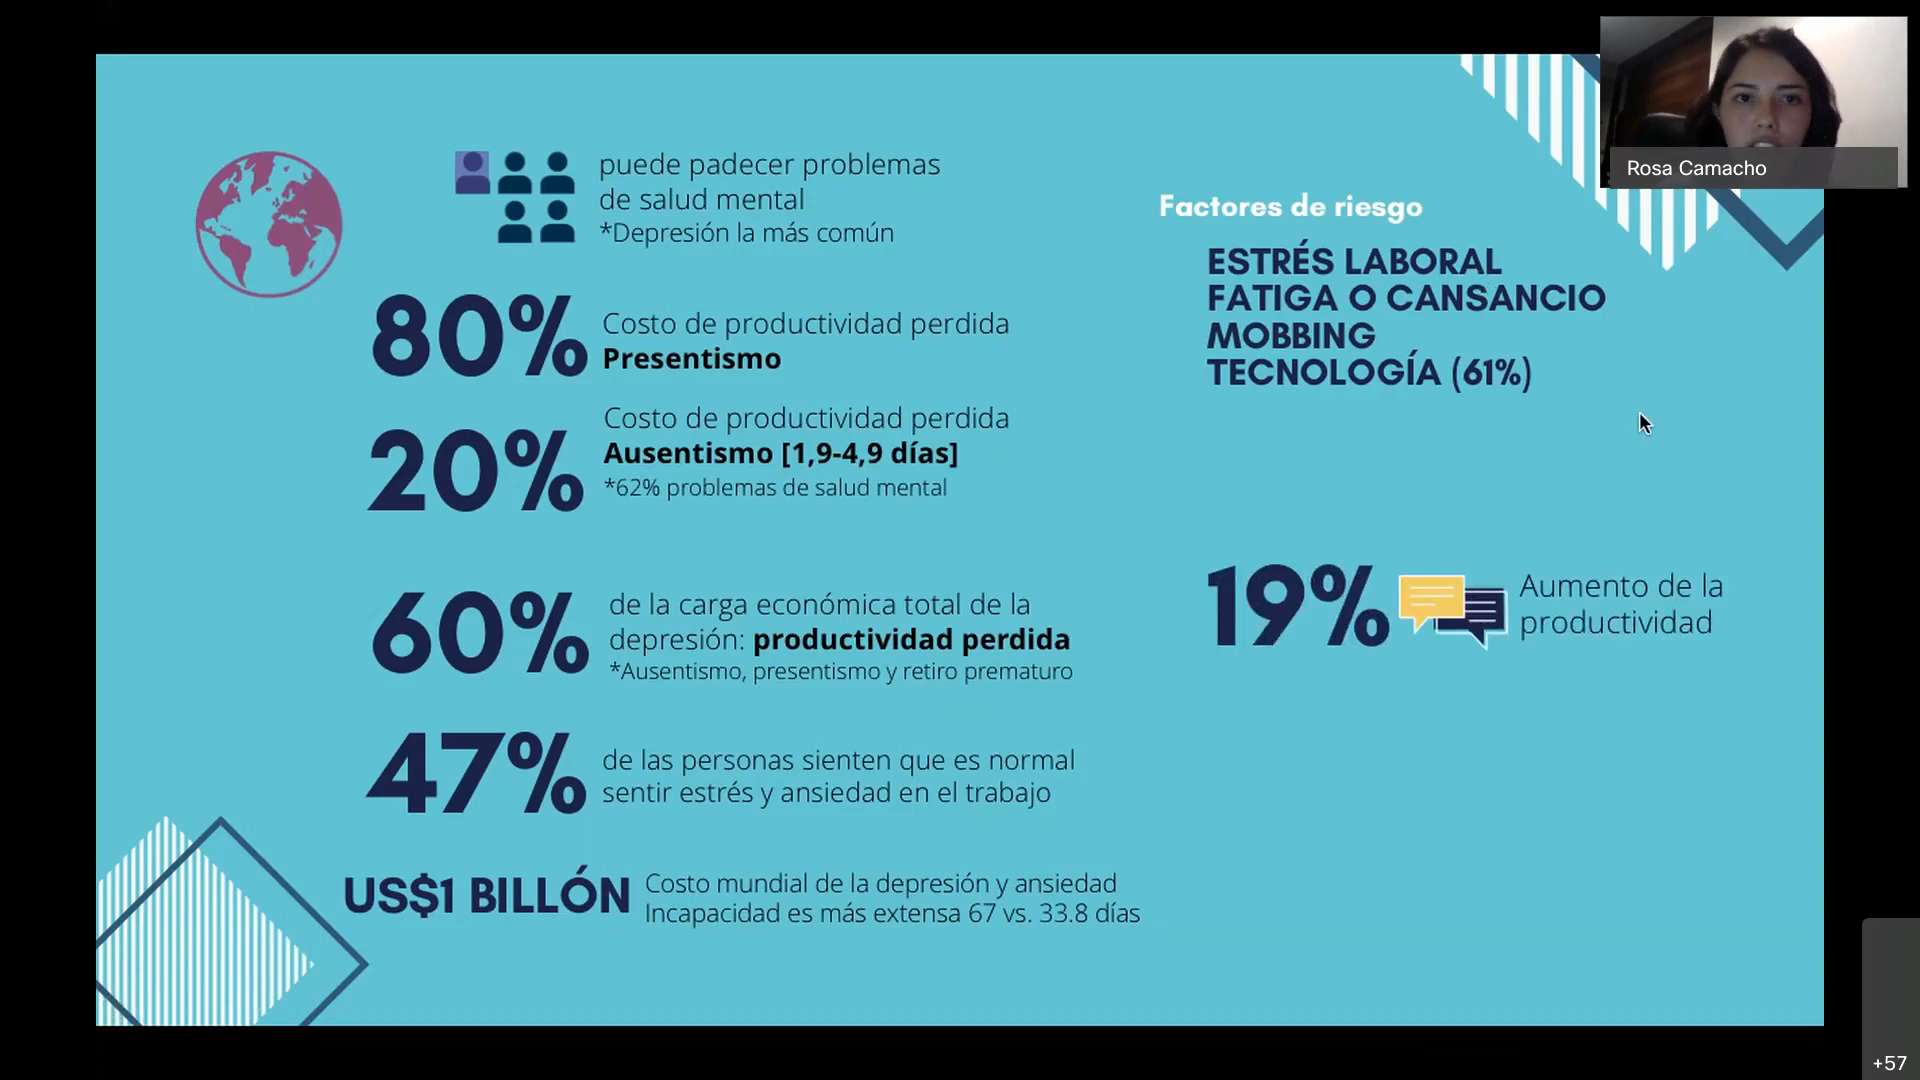 puede padecer problemas
de salud mental
*Depresión la más común
80%
Costo de productividad perdida
Presentismo
20%
Costo de productividad perdida
Ausentismo [1,9-4,9 días]
*62% problemas de salud mental
60%
de la carga económica total de la
depresión: productividad perdida
*Ausentismo, presentismo y retiro prematuro
47%
de las personas sienten que es normal
sentir estrés y ansiedad en el trabajo
US$1 BILLÓN
Costo mundial de la depresión y ansiedad
Incapacidad es más extensa 67 vs. 33.8 días
Factores de riesgo
ESTRÉS LABORAL
FATIGA O CANSANCIO
MOBBING
TECNOLOGÍA (61%)
19%
Aumento de la
productividad
Rosa Camacho
+57